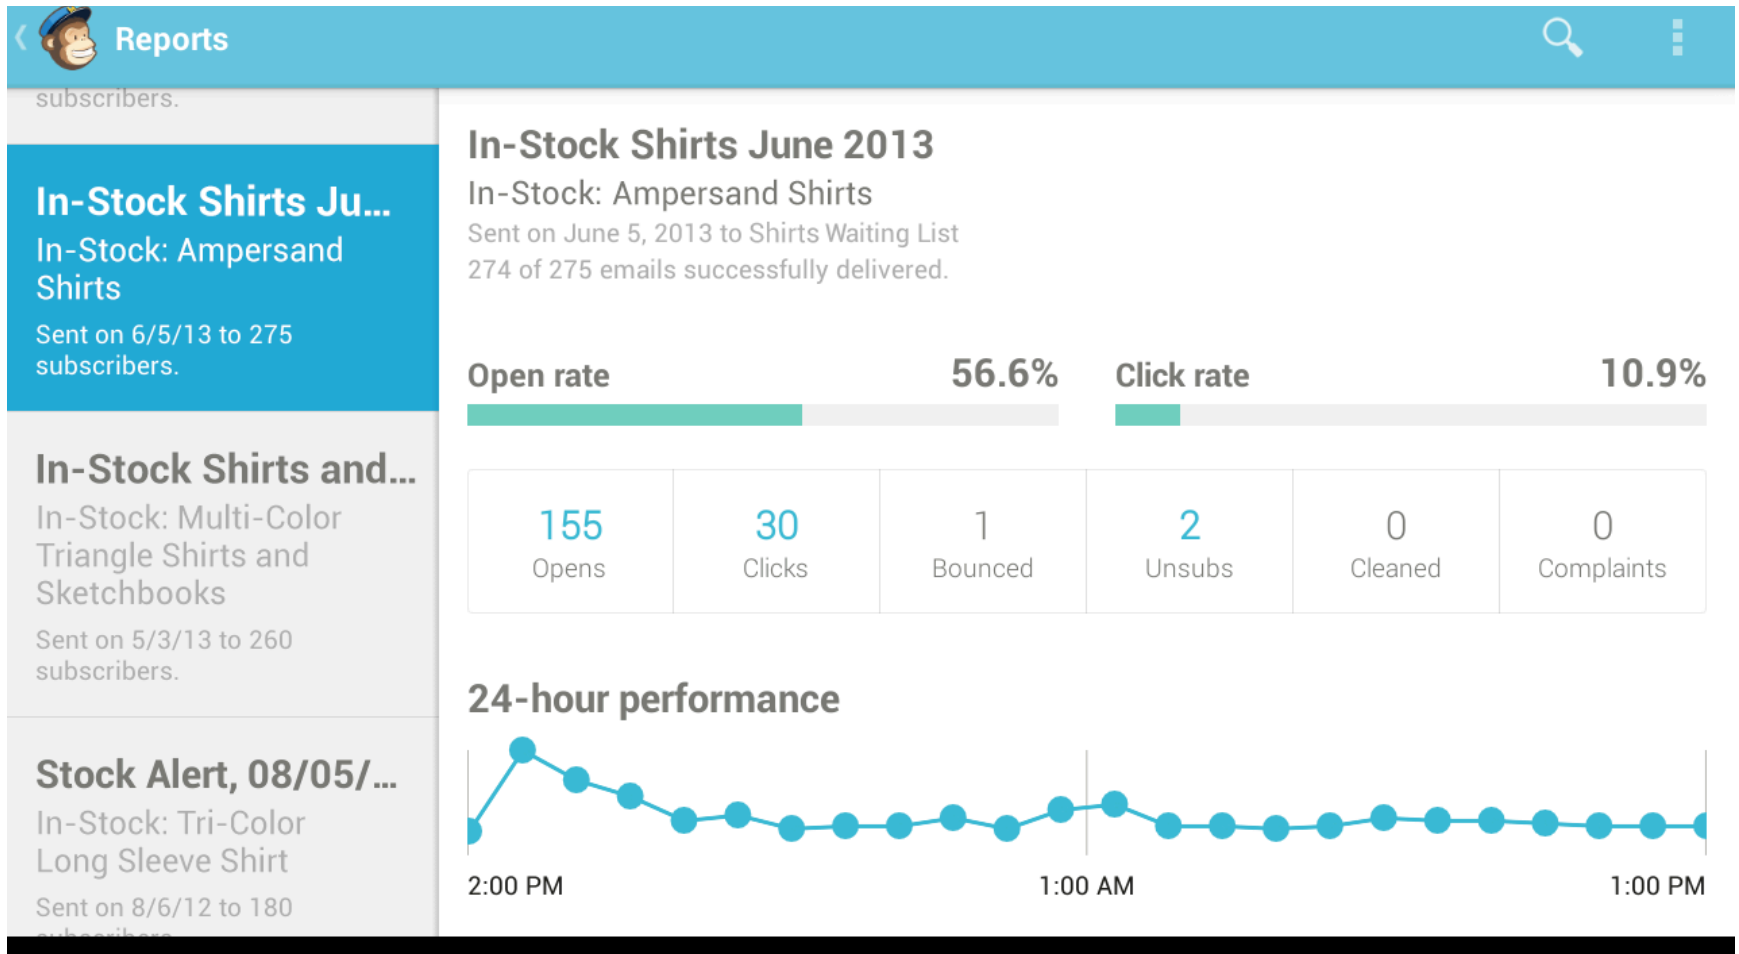 Reports
subscribers.
In-Stock Shirts Ju...
In-Stock: Ampersand
Shirts
Sent on 6/5/13 to 275
subscribers.
In-Stock Shirts and...
In-Stock: Multi-Color
Triangle Shirts and
Sketchbooks
Sent on 5/3/13 to 260
subscribers.
Stock Alert, 08/05/...
In-Stock: Tri-Color
Long Sleeve Shirt
Sent on 8/6/12 to 180
subscribers.
In-Stock Shirts June 2013
In-Stock: Ampersand Shirts
Sent on June 5, 2013 to Shirts Waiting List
274 of 275 emails successfully delivered.
Open rate 56.6% Click rate 10.9%
155 30 1 2 0 0
Opens Clicks Bounced Unsubs Cleaned Complaints
24-hour performance
2:00 PM 1:00 AM 1:00 PM